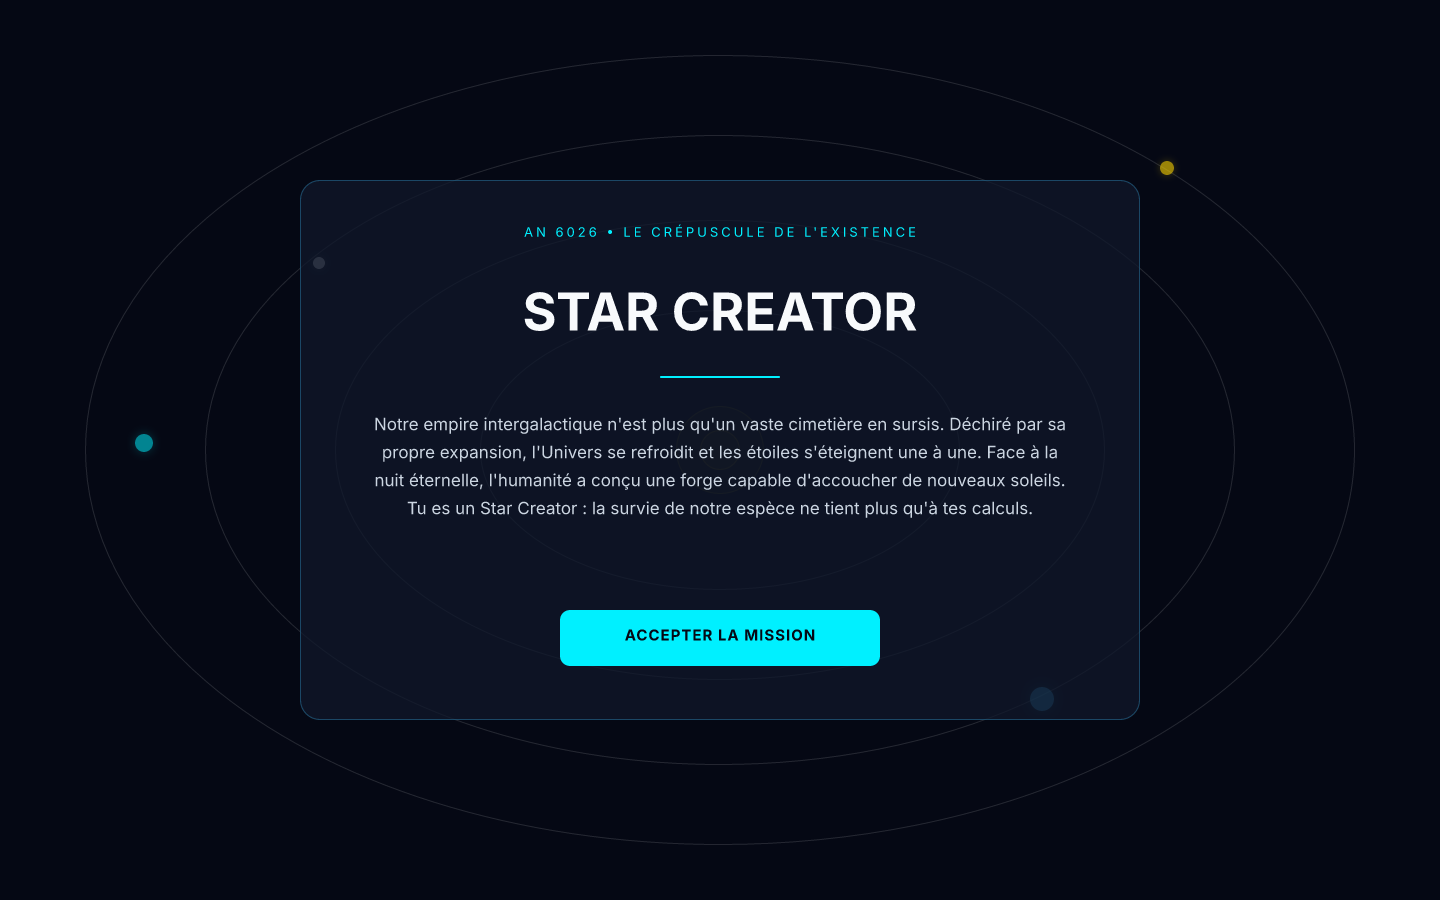 AN 6026 • LE CRÉPUSCULE DE L'EXISTENCE
STAR CREATOR
Notre empire intergalactique n'est plus qu'un vaste cimetière en sursis. Déchiré par sa
propre expansion, l'Univers se refroidit et les étoiles s'éteignent une à une. Face à la
nuit éternelle, l'humanité a conçu une forge capable d'accoucher de nouveaux soleils.
Tu es un Star Creator : la survie de notre espèce ne tient plus qu'à tes calculs.
ACCEPTER LA MISSION